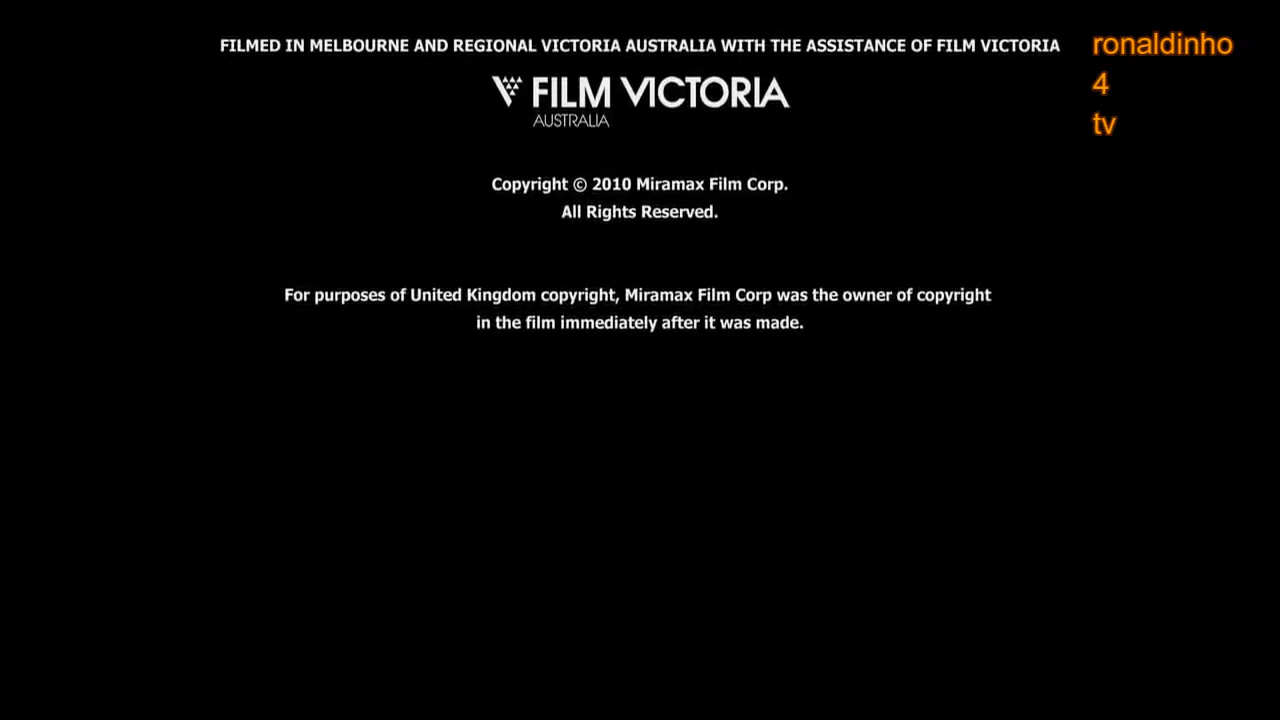 FILMED IN MELBOURNE AND REGIONAL VICTORIA AUSTRALIA WITH THE ASSISTANCE OF FILM VICTORIA
FILM VICTORIA
AUSTRALIA
Copyright © 2010 Miramax Film Corp.
All Rights Reserved.
For purposes of United Kingdom copyright, Miramax Film Corp was the owner of copyright
in the film immediately after it was made.
ronaldinho
4
tv